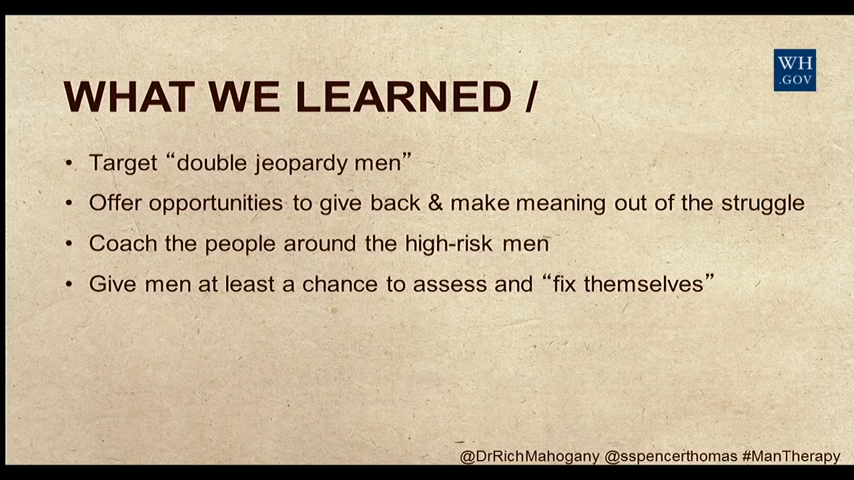 WH
.GOV
WHAT WE LEARNED /
• Target “double jeopardy men”
• Offer opportunities to give back & make meaning out of the struggle
• Coach the people around the high-risk men
• Give men at least a chance to assess and “fix themselves”
@DrRichMahogany @sspencerthomas #ManTherapy